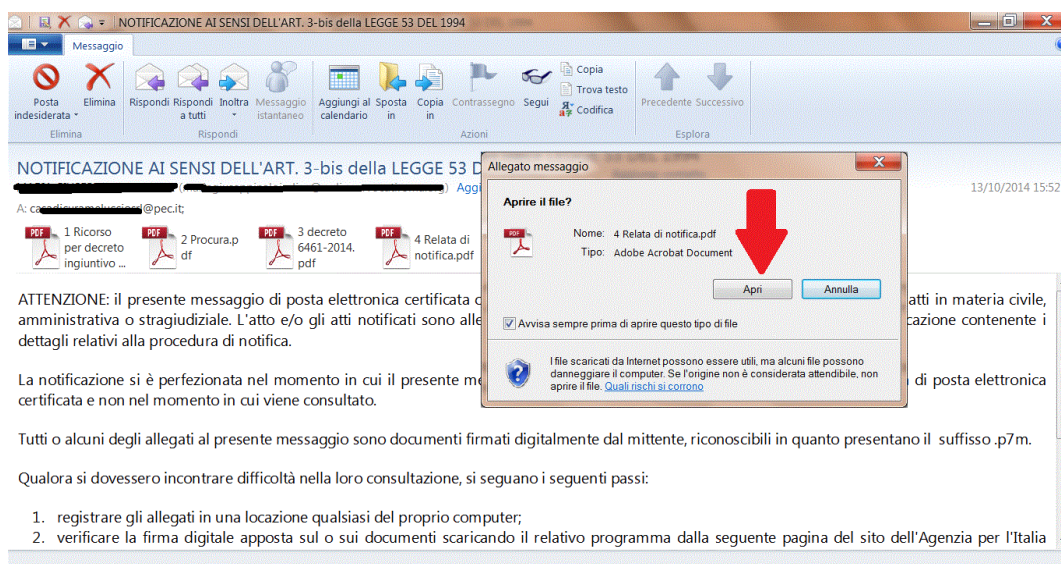 NOTIFICAZIONE AI SENSI DELL'ART. 3-bis della LEGGE 53 DEL 1994
Messaggio
Posta indesiderata
Elimina
Rispondi
Rispondi a tutti
Inoltra
Messaggio istantaneo
Aggiungi al calendario
Sposta in
Copia in
Contrassegno
Segui
Copia
Trova testo
Codifica
Precedente
Successivo
Elimina
Rispondi
Azioni
Esplora
NOTIFICAZIONE AI SENSI DELL'ART. 3-bis della LEGGE 53 D
Aggi
13/10/2014 15:52
A: ca @pec.it;
1 Ricorso
per decreto
ingiuntivo ...
2 Procura.p
df
3 decreto
6461-2014.
pdf
4 Relata di
notifica.pdf
Allegato messaggio
Aprire il file?
Nome: 4 Relata di notifica.pdf
Tipo: Adobe Acrobat Document
Apri
Annulla
Avvisa sempre prima di aprire questo tipo di file
I file scaricati da Internet possono essere utili, ma alcuni file possono
danneggiare il computer. Se l'origine non è considerata attendibile, non
aprire il file. Quali rischi si corrono
ATTENZIONE: il presente messaggio di posta elettronica certificata c atti in materia civile,
amministrativa o stragiudiziale. L'atto e/o gli atti notificati sono alle cazione contenente i
dettagli relativi alla procedura di notifica.
La notificazione si è perfezionata nel momento in cui il presente me di posta elettronica
certificata e non nel momento in cui viene consultato.
Tutti o alcuni degli allegati al presente messaggio sono documenti firmati digitalmente dal mittente, riconoscibili in quanto presentano il suffisso .p7m.
Qualora si dovessero incontrare difficoltà nella loro consultazione, si seguano i seguenti passi:
1. registrare gli allegati in una locazione qualsiasi del proprio computer;
2. verificare la firma digitale apposta sul o sui documenti scaricando il relativo programma dalla seguente pagina del sito dell'Agenzia per l'Italia